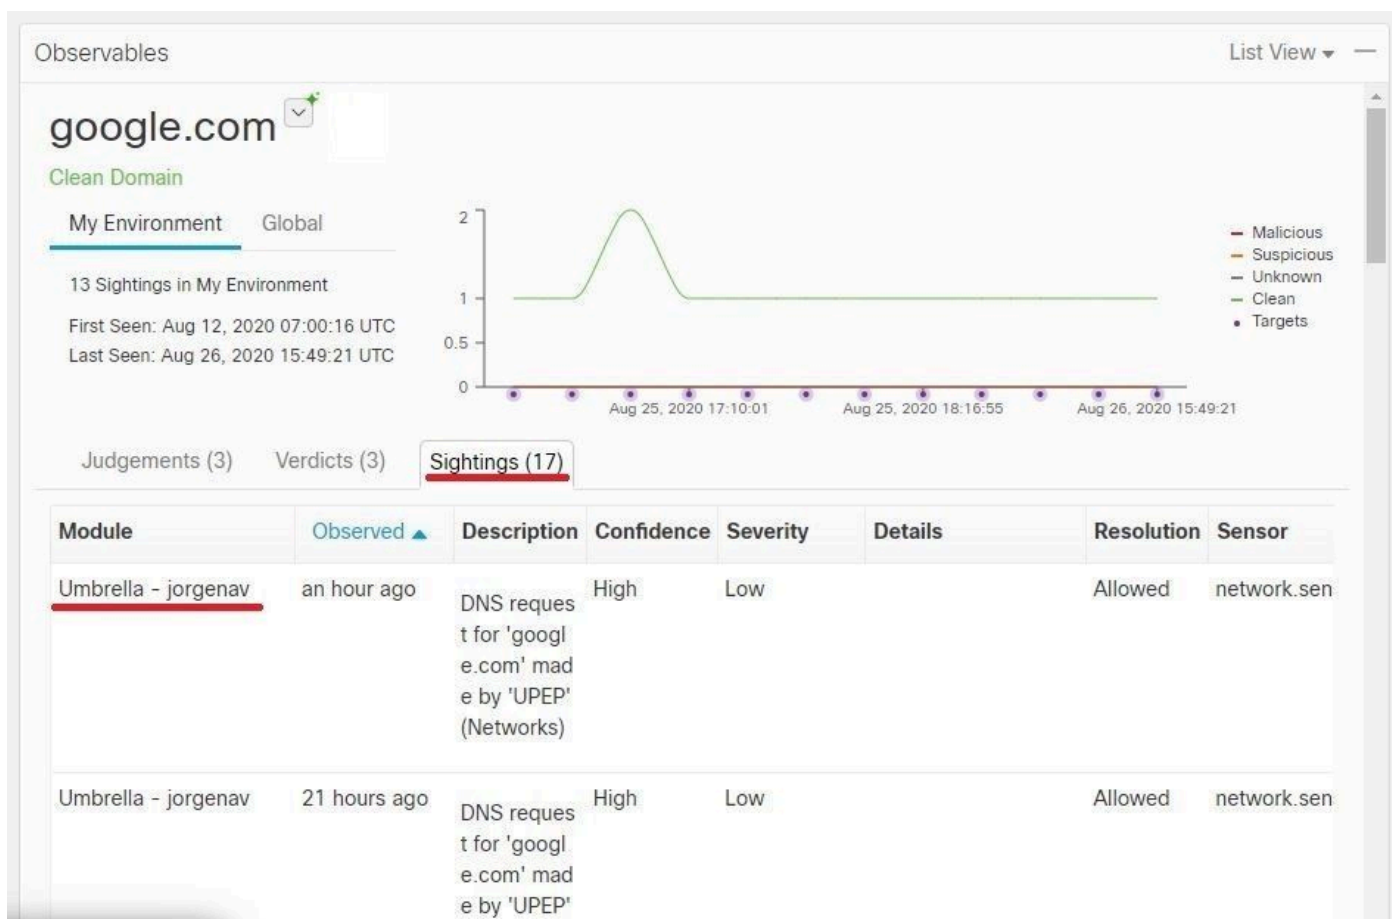 Observables
List View
google.com
Clean Domain
My Environment Global
13 Sightings in My Environment
First Seen: Aug 12, 2020 07:00:16 UTC
Last Seen: Aug 26, 2020 15:49:21 UTC
2
1
0.5
0
Aug 25, 2020 17:10:01 Aug 25, 2020 18:16:55 Aug 26, 2020 15:49:21
Malicious
Suspicious
Unknown
Clean
Targets
Judgements (3) Verdicts (3) Sightings (17)
Module Observed Description Confidence Severity Details Resolution Sensor
Umbrella - jorgenav an hour ago High Low Allowed network.sen
DNS reques
t for 'googl
e.com' mad
e by 'UPEP'
(Networks)
Umbrella - jorgenav 21 hours ago High Low Allowed network.sen
DNS reques
t for 'googl
e.com' mad
e by 'UPEP'